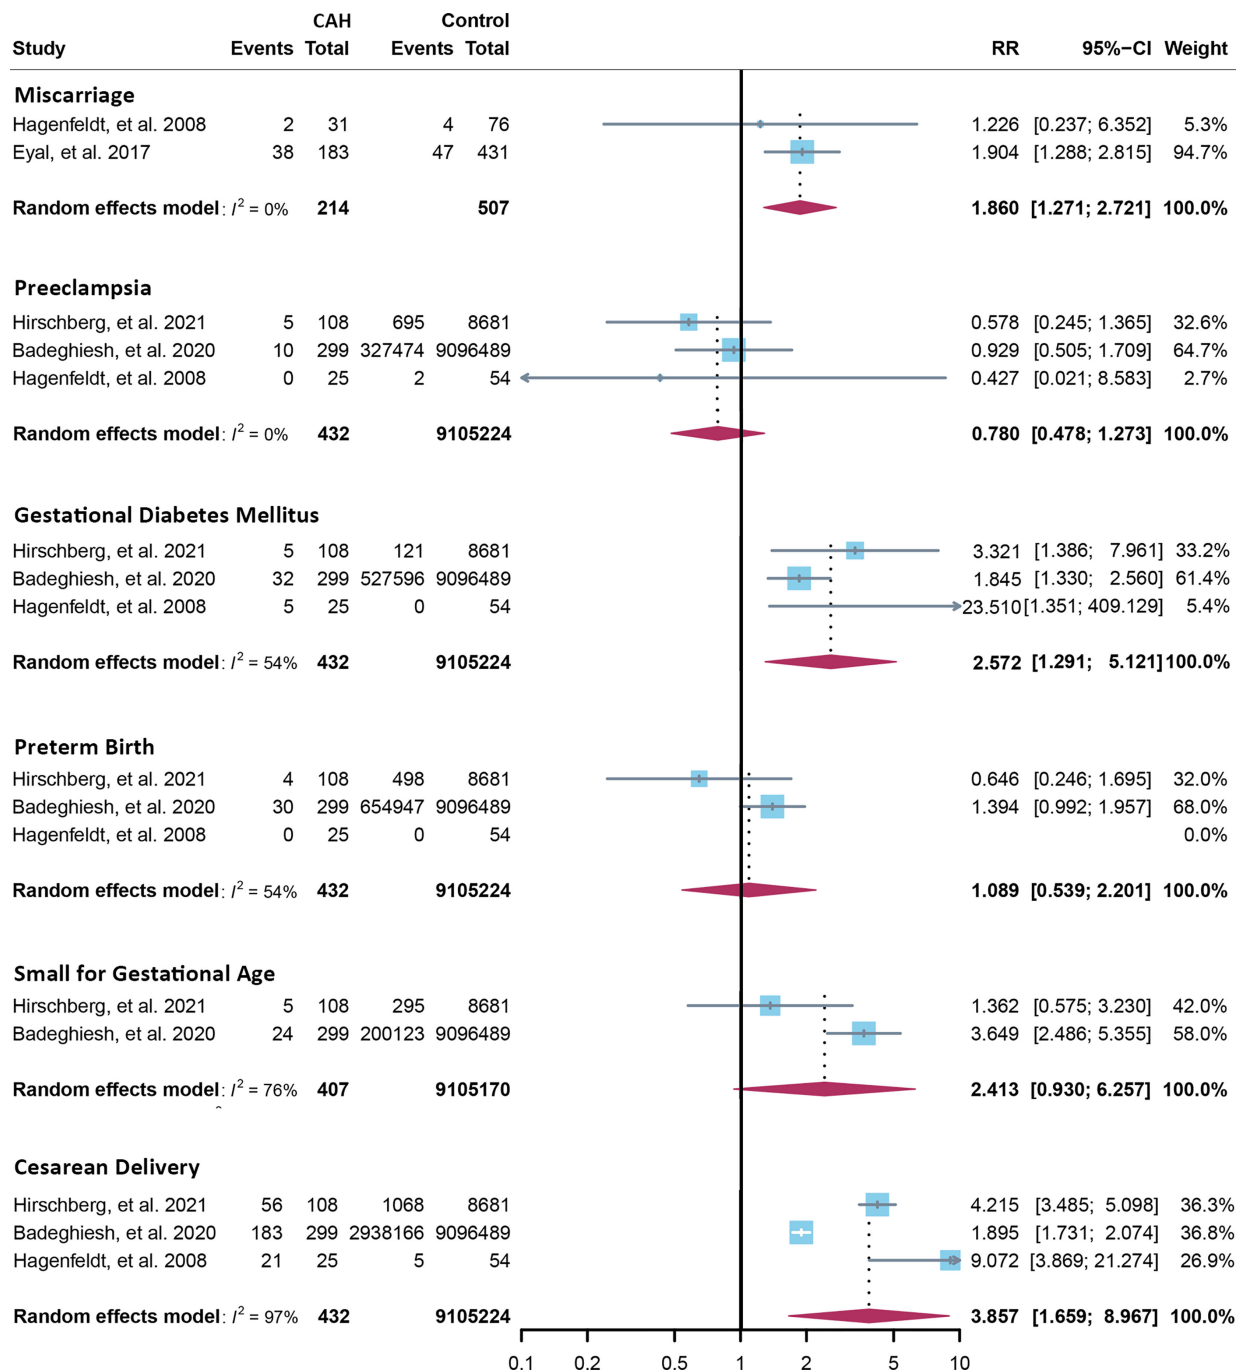 CAH Control
Study Events Total Events Total RR 95%−CI Weight
Miscarriage
Hagenfeldt, et al. 2008 2 31 4 76 1.226 [0.237; 6.352] 5.3%
Eyal, et al. 2017 38 183 47 431 1.904 [1.288; 2.815] 94.7%
Random effects model: I² = 0% 214 507 1.860 [1.271; 2.721] 100.0%
Preeclampsia
Hirschberg, et al. 2021 5 108 695 8681 0.578 [0.245; 1.365] 32.6%
Badeghiesh, et al. 2020 10 299 327474 9096489 0.929 [0.505; 1.709] 64.7%
Hagenfeldt, et al. 2008 0 25 2 54 0.427 [0.021; 8.583] 2.7%
Random effects model: I² = 0% 432 9105224 0.780 [0.478; 1.273] 100.0%
Gestational Diabetes Mellitus
Hirschberg, et al. 2021 5 108 121 8681 3.321 [1.386; 7.961] 33.2%
Badeghiesh, et al. 2020 32 299 527596 9096489 1.845 [1.330; 2.560] 61.4%
Hagenfeldt, et al. 2008 5 25 0 54 23.510 [1.351; 409.129] 5.4%
Random effects model: I² = 54% 432 9105224 2.572 [1.291; 5.121] 100.0%
Preterm Birth
Hirschberg, et al. 2021 4 108 498 8681 0.646 [0.246; 1.695] 32.0%
Badeghiesh, et al. 2020 30 299 654947 9096489 1.394 [0.992; 1.957] 68.0%
Hagenfeldt, et al. 2008 0 25 0 54 0.0%
Random effects model: I² = 54% 432 9105224 1.089 [0.539; 2.201] 100.0%
Small for Gestational Age
Hirschberg, et al. 2021 5 108 295 8681 1.362 [0.575; 3.230] 42.0%
Badeghiesh, et al. 2020 24 299 200123 9096489 3.649 [2.486; 5.355] 58.0%
Random effects model: I² = 76% 407 9105170 2.413 [0.930; 6.257] 100.0%
Cesarean Delivery
Hirschberg, et al. 2021 56 108 1068 8681 4.215 [3.485; 5.098] 36.3%
Badeghiesh, et al. 2020 183 299 2938166 9096489 1.895 [1.731; 2.074] 36.8%
Hagenfeldt, et al. 2008 21 25 5 54 9.072 [3.869; 21.274] 26.9%
Random effects model: I² = 97% 432 9105224 3.857 [1.659; 8.967] 100.0%
0.1 0.2 0.5 1 2 5 10